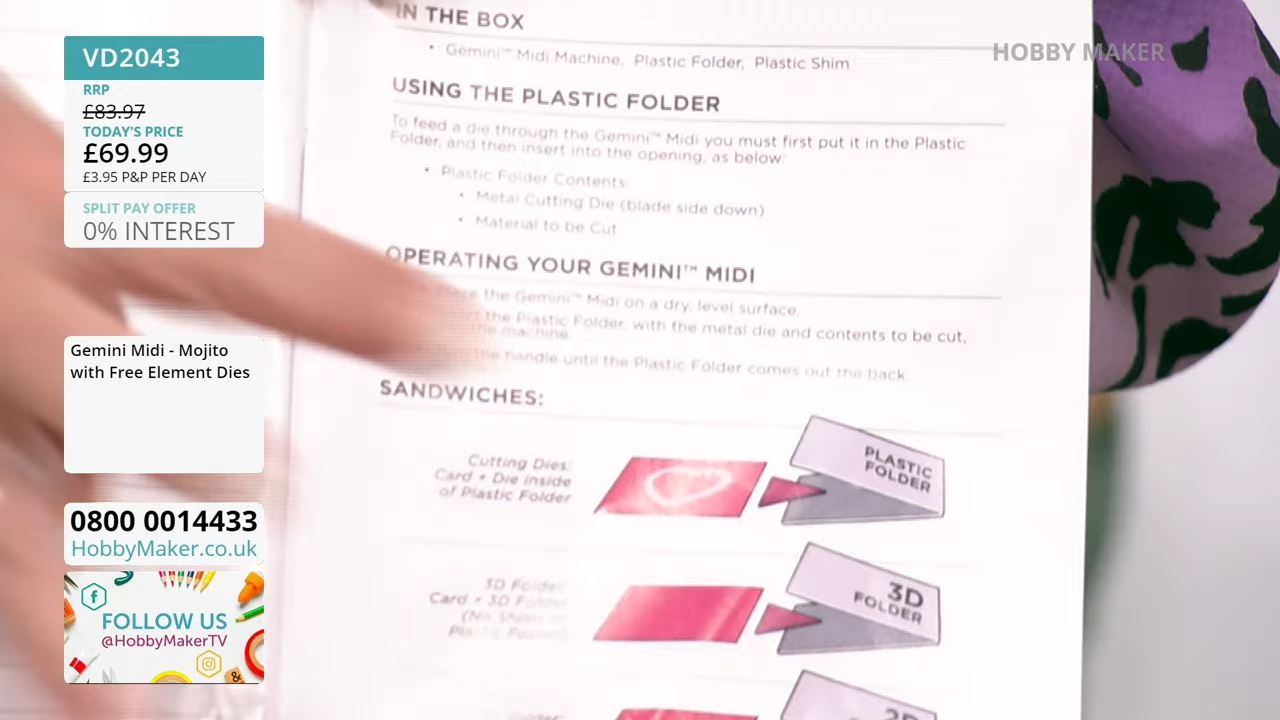 VD2043
RRP
£83.97
TODAY'S PRICE
£69.99
£3.95 P&P PER DAY
SPLIT PAY OFFER
0% INTEREST
Gemini Midi - Mojito
with Free Element Dies
0800 0014433
HobbyMaker.co.uk
FOLLOW US
@HobbyMakerTV
HOBBY MAKER
IN THE BOX
• Gemini™ Midi Machine, Plastic Folder, Plastic Shim
USING THE PLASTIC FOLDER
To feed a die through the Gemini™ Midi you must first put it in the Plastic
Folder, and then insert into the opening, as below:
• Plastic Folder Contents:
• Metal Cutting Die (blade side down)
• Material to be Cut
OPERATING YOUR GEMINI™ MIDI
the Gemini™ Midi on a dry, level surface.
the Plastic Folder, with the metal die and contents to be cut,
the machine.
the handle until the Plastic Folder comes out the back.
SANDWICHES:
Cutting Dies:
Card + Die inside
of Plastic Folder
PLASTIC
FOLDER
3D Folder
Card + 3D Folder
(No Shims or
Plastic Folder)
3D
FOLDER